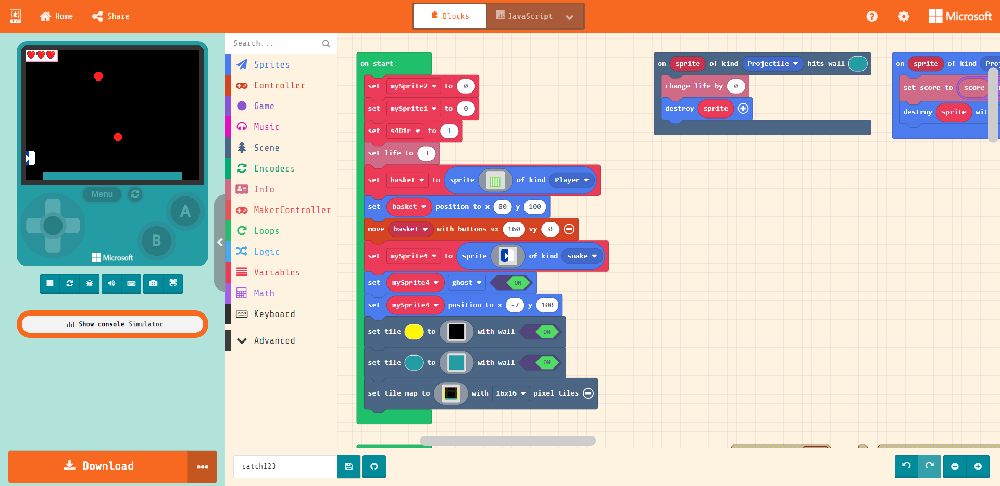 Home
Share
Blocks
JavaScript
Microsoft
Menu
A
B
Microsoft
Show console Simulator
Download
Search...
Sprites
Controller
Game
Music
Scene
Encoders
Info
MakerController
Loops
Logic
Variables
Math
Keyboard
Advanced
on start
set mySprite2 to 0
set mySprite1 to 0
set s4Dir to 1
set life to 3
set basket to sprite of kind Player
set basket position to x 80 y 100
move basket with buttons vx 160 vy 0
set mySprite4 to sprite of kind snake
set mySprite4 ghost ON
set mySprite4 position to x -7 y 100
set tile to with wall ON
set tile to with wall ON
set tile map to with 16x16 pixel tiles
on sprite of kind Projectile hits wall
change life by 0
destroy sprite
on sprite of kind
set score to score
destroy sprite
catch123